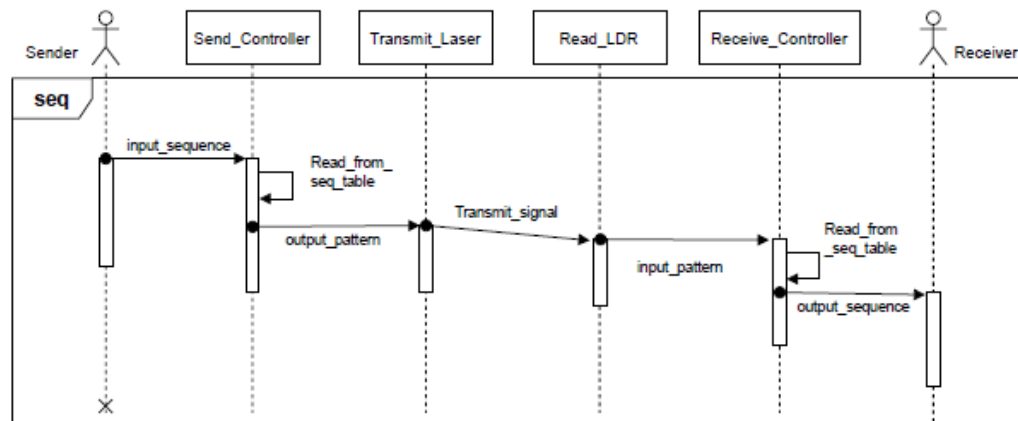 Sender
Send_Controller
Transmit_Laser
Read_LDR
Receive_Controller
Receiver
seq
input_sequence
Read_from_
seq_table
output_pattern
Transmit_signal
input_pattern
Read_from
_seq_table
output_sequence